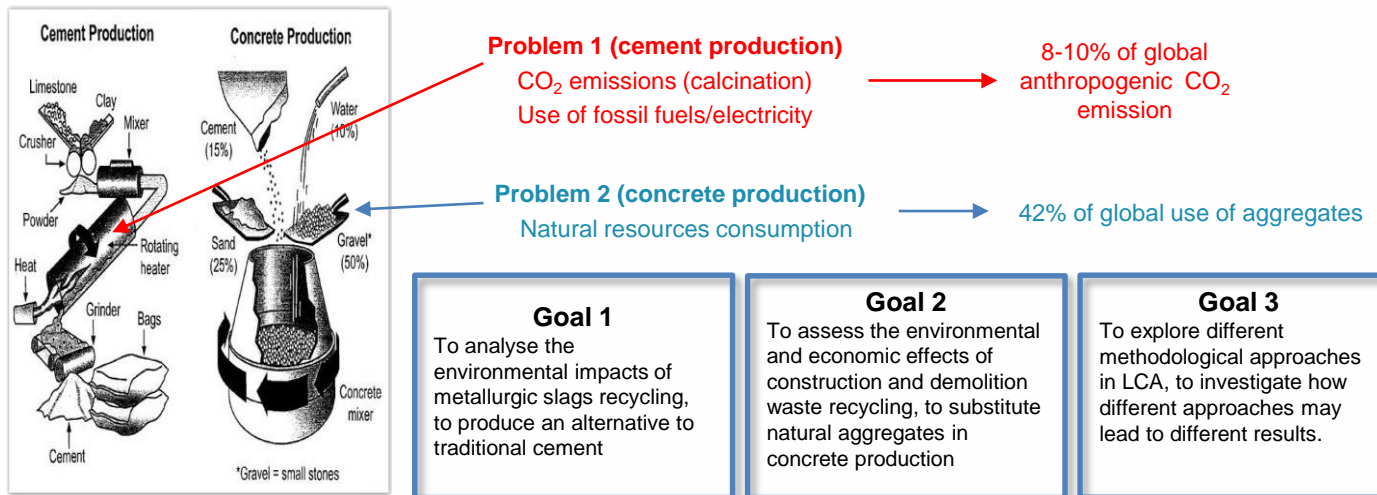 Cement Production
Limestone
Clay
Mixer
Crusher
Powder
Rotating
heater
Heat
Grinder
Bags
Cement
Concrete Production
Cement
(15%)
Water
(10%)
Sand
(25%)
Gravel*
(50%)
Concrete
mixer
*Gravel = small stones
Problem 1 (cement production)
CO₂ emissions (calcination)
Use of fossil fuels/electricity
8-10% of global
anthropogenic CO₂
emission
Problem 2 (concrete production)
Natural resources consumption
42% of global use of aggregates
Goal 1
To analyse the
environmental impacts of
metallurgic slags recycling,
to produce an alternative to
traditional cement
Goal 2
To assess the environmental
and economic effects of
construction and demolition
waste recycling, to substitute
natural aggregates in
concrete production
Goal 3
To explore different
methodological approaches
in LCA, to investigate how
different approaches may
lead to different results.